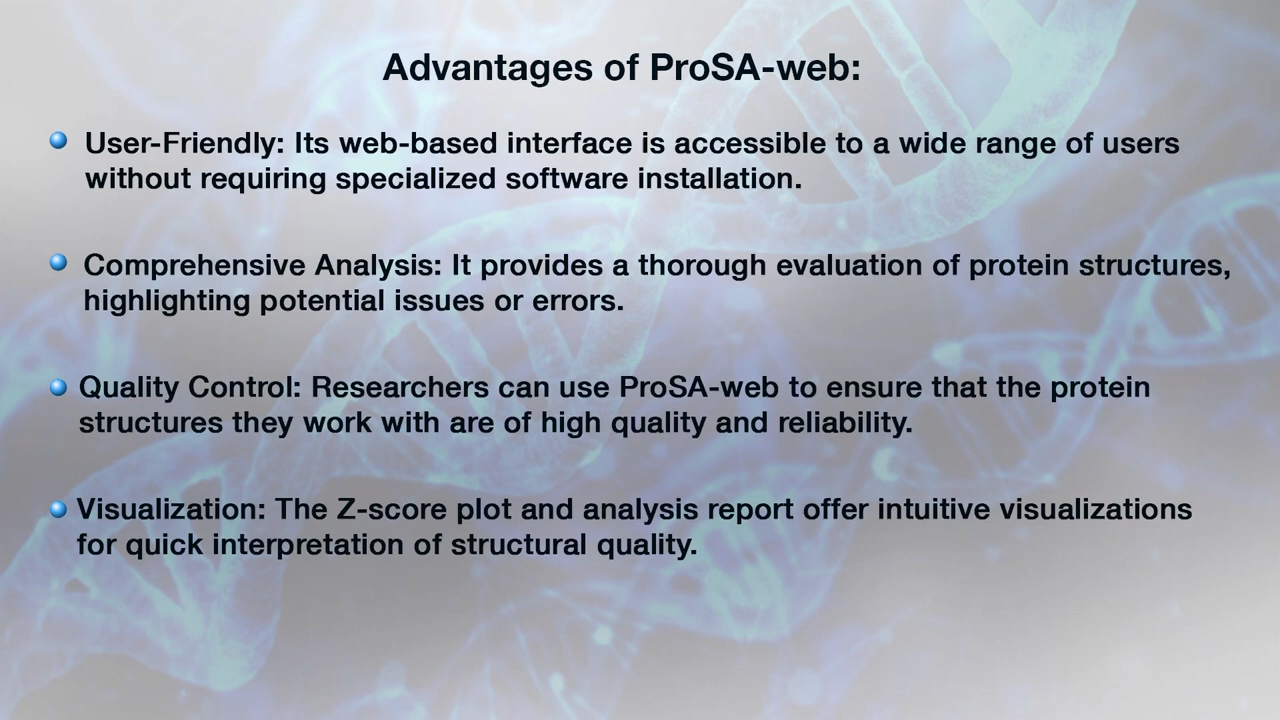 Advantages of ProSA-web:
User-Friendly: Its web-based interface is accessible to a wide range of users
without requiring specialized software installation.
Comprehensive Analysis: It provides a thorough evaluation of protein structures,
highlighting potential issues or errors.
Quality Control: Researchers can use ProSA-web to ensure that the protein
structures they work with are of high quality and reliability.
Visualization: The Z-score plot and analysis report offer intuitive visualizations
for quick interpretation of structural quality.